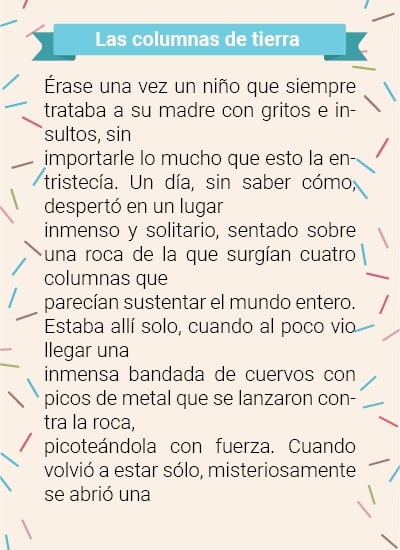 Las columnas de tierra
Érase una vez un niño que siempre
trataba a su madre con gritos e in-
sultos, sin
importarle lo mucho que esto la en-
tristecía. Un día, sin saber cómo,
despertó en un lugar
inmenso y solitario, sentado sobre
una roca de la que surgían cuatro
columnas que
parecían sustentar el mundo entero.
Estaba allí solo, cuando al poco vio
llegar una
inmensa bandada de cuervos con
picos de metal que se lanzaron con-
tra la roca,
picoteándola con fuerza. Cuando
volvió a estar sólo, misteriosamente
se abrió una